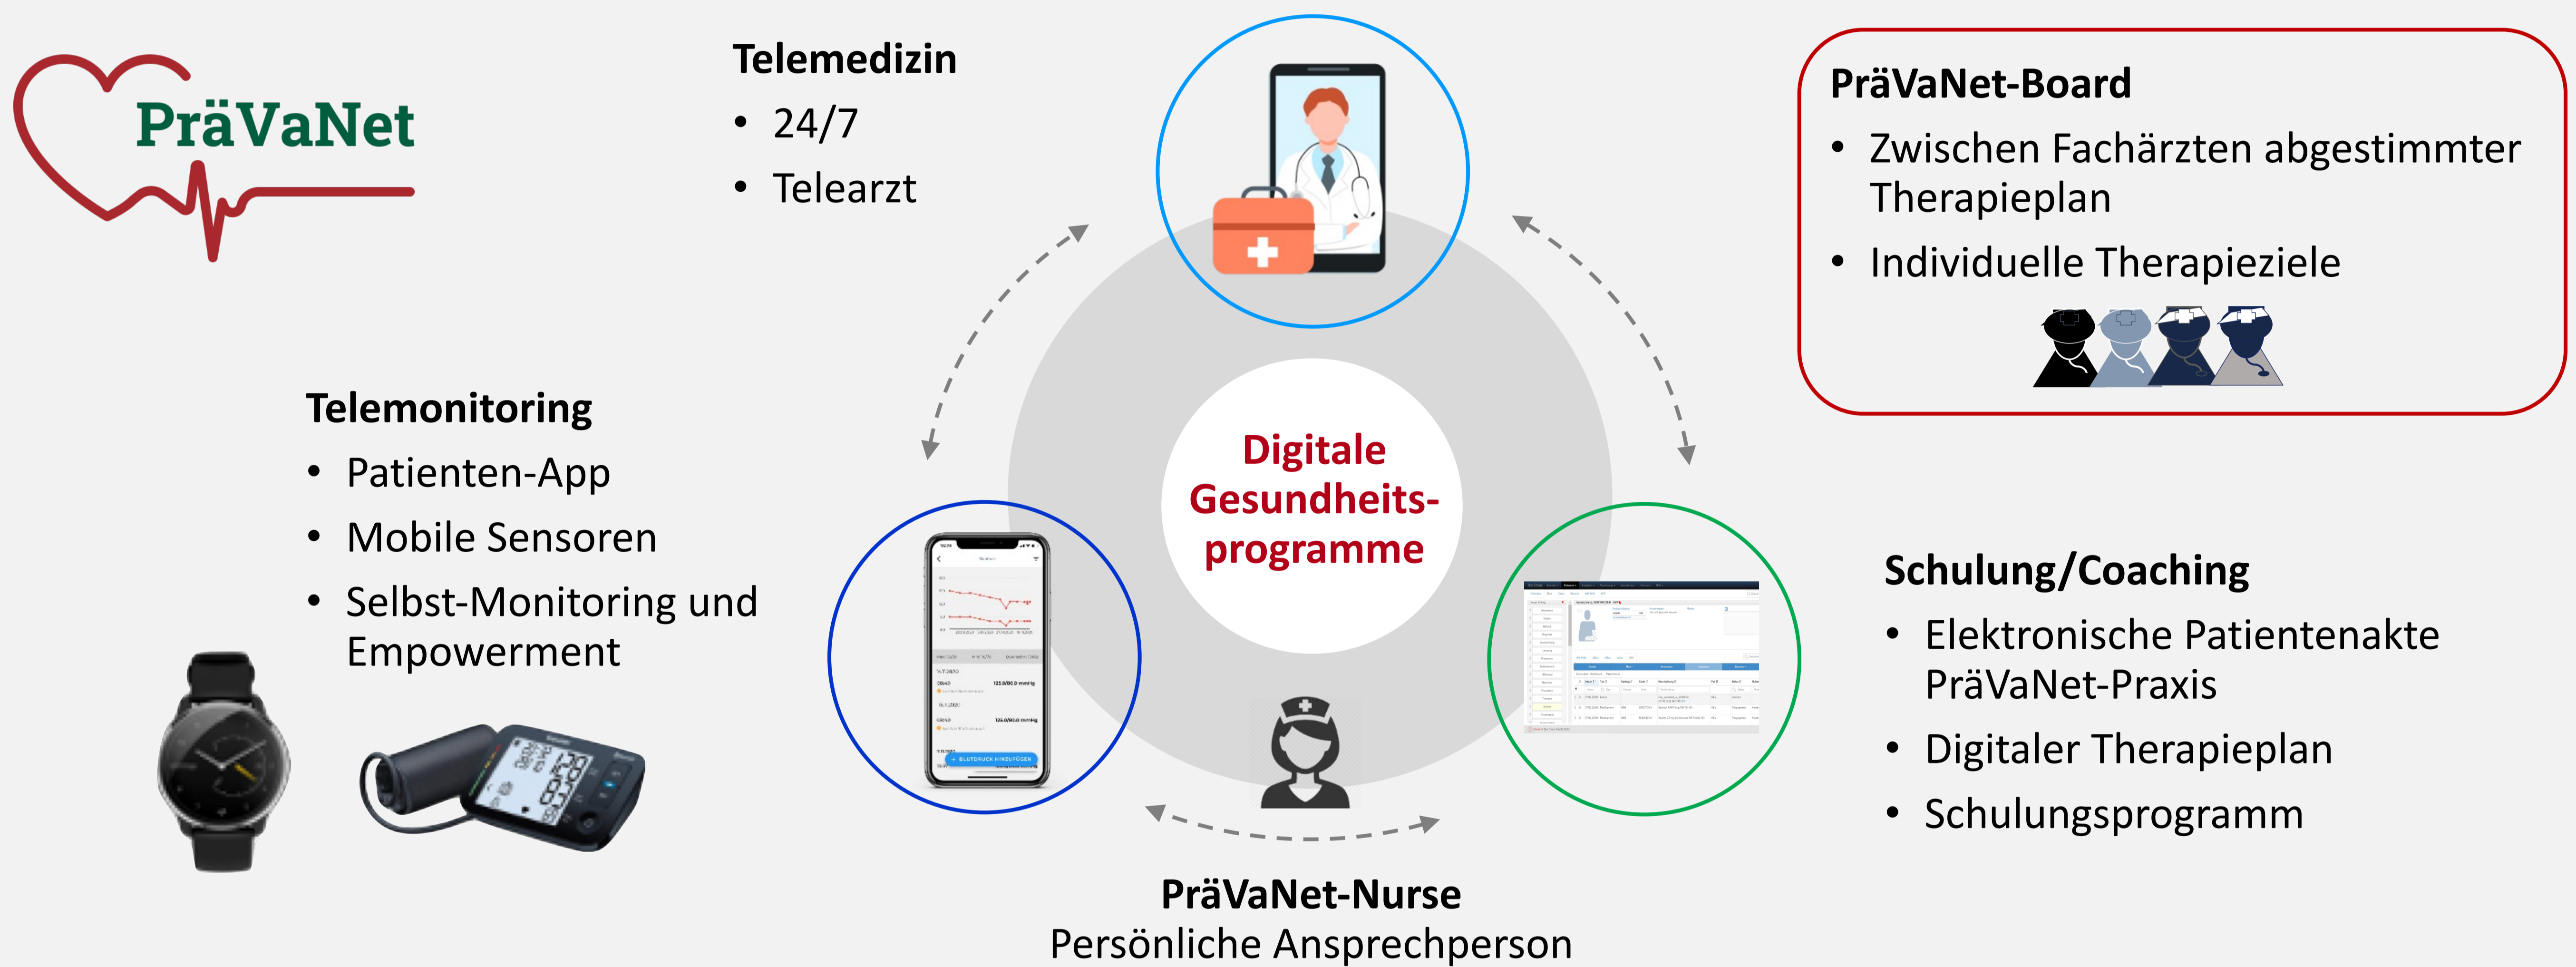 PräVaNet
Telemedizin
• 24/7
• Telearzt
PräVaNet-Board
• Zwischen Fachärzten abgestimmter
Therapieplan
• Individuelle Therapieziele
Telemonitoring
• Patienten-App
• Mobile Sensoren
• Selbst-Monitoring und
Empowerment
Digitale
Gesundheits-
programme
Schulung/Coaching
• Elektronische Patientenakte
PräVaNet-Praxis
• Digitaler Therapieplan
• Schulungsprogramm
+ BLUTDRUCK HINZUFÜGEN
PräVaNet-Nurse
Persönliche Ansprechperson